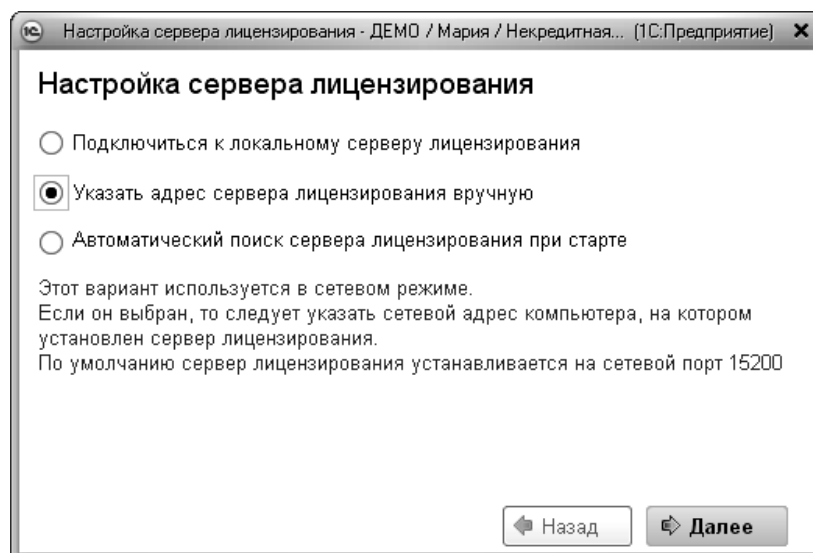 Настройка сервера лицензирования - ДЕМО / Мария / Некредитная... (1С:Предприятие)
Настройка сервера лицензирования
Подключиться к локальному серверу лицензирования
Указать адрес сервера лицензирования вручную
Автоматический поиск сервера лицензирования при старте
Этот вариант используется в сетевом режиме.
Если он выбран, то следует указать сетевой адрес компьютера, на котором
установлен сервер лицензирования.
По умолчанию сервер лицензирования устанавливается на сетевой порт 15200
Назад Далее